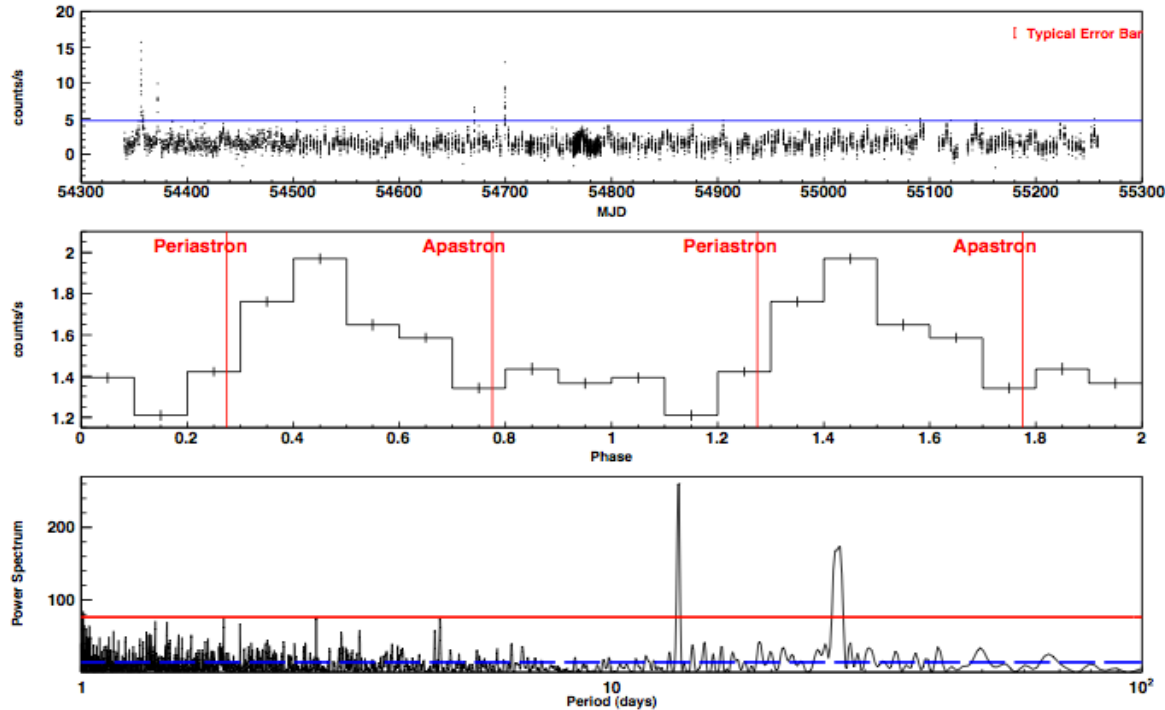 20
15
10
5
0
counts/s
Typical Error Bar
54300 54400 54500 54600 54700 54800 54900 55000 55100 55200 55300
MJD
2
1.8
1.6
1.4
1.2
counts/s
Periastron Apastron Periastron Apastron
0 0.2 0.4 0.6 0.8 1 1.2 1.4 1.6 1.8 2
Phase
200
100
Power Spectrum
1 10 10²
Period (days)